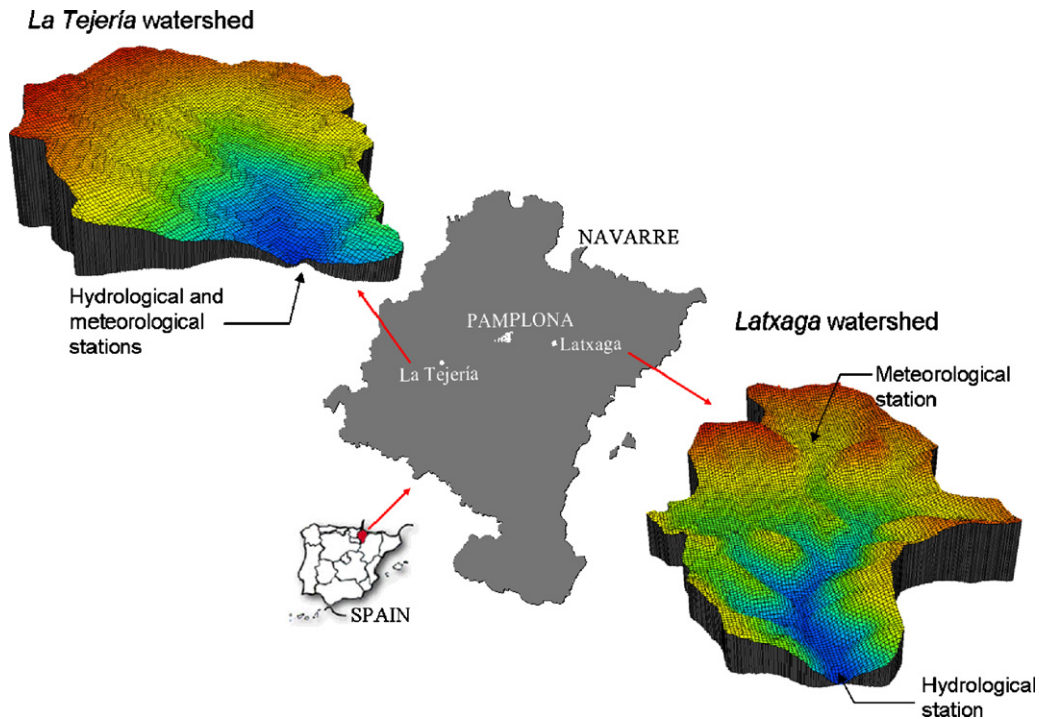 La Tejería watershed
Hydrological and
meteorological
stations
NAVARRE
PAMPLONA
Latxaga
La Tejería
SPAIN
Latxaga watershed
Meteorological
station
Hydrological
station